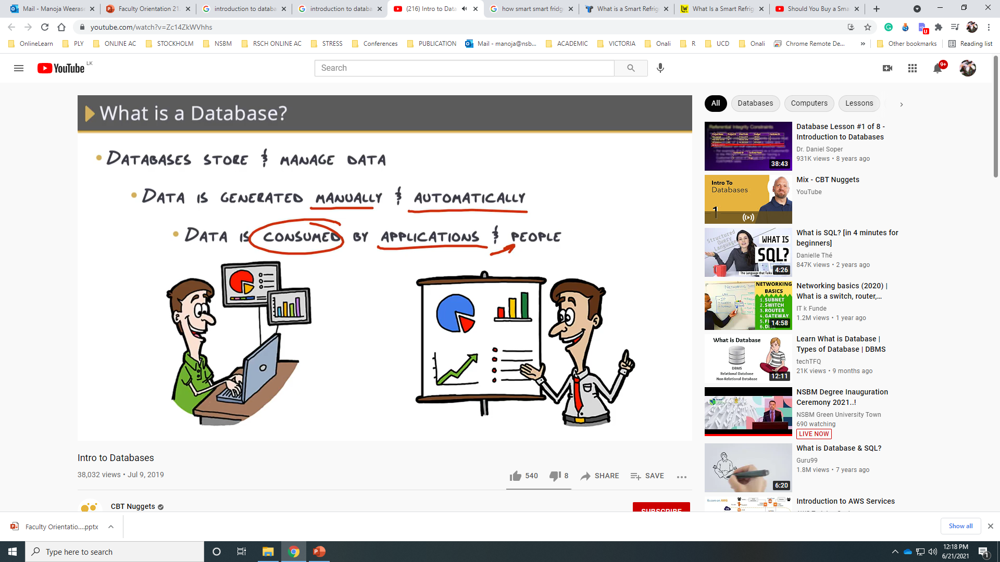 Mail - Manoja Weerase
Faculty Orientation 21.
introduction to databa
introduction to databa
(216) Intro to Data
how smart smart fridge
What is a Smart Refrig
What Is a Smart Refrig
Should You Buy a Sma
youtube.com/watch?v=Zc14ZkWVhhs
OnlineLearn
PLY
ONLINE AC
STOCKHOLM
NSBM
RSCH ONLINE AC
STRESS
Conferences
PUBLICATION
Mail - manoja@nsb...
ACADEMIC
VICTORIA
Onali
R
UCD
Onali
Chrome Remote De...
»
Other bookmarks
Reading list
YouTube LK
Search
9+
What is a Database?
• DATABASES STORE & MANAGE DATA
• DATA IS GENERATED MANUALLY & AUTOMATICALLY
• DATA IS CONSUMED BY APPLICATIONS & PEOPLE
Intro to Databases
38,032 views • Jul 9, 2019
540
8
SHARE
SAVE
CBT Nuggets
SUBSCRIBE
All
Databases
Computers
Lessons
Referential Integrity Constraints
38:43
Database Lesson #1 of 8 -
Introduction to Databases
Dr. Daniel Soper
931K views • 8 years ago
Intro To
Databases
1
Mix - CBT Nuggets
YouTube
Structured
Query
Language
WHAT IS
SQL?
4:26
What is SQL? [in 4 minutes for
beginners]
Danielle Thé
847K views • 2 years ago
NETWORKING
BASICS
1.SUBNET
2.SWITCH
3.ROUTER
4.GATEWAY
14:58
Networking basics (2020) |
What is a switch, router,...
IT k Funde
1.2M views • 1 year ago
What is Database
DBMS
Relational Database
Non-Relational Database
12:11
Learn What is Database |
Types of Database | DBMS
techTFQ
21K views • 9 months ago
NSBM Degree Inauguration
Ceremony 2021..!
NSBM Green University Town
690 watching
LIVE NOW
6:20
What is Database & SQL?
Guru99
1.8M views • 7 years ago
Introduction to AWS Services
Faculty Orientatio....pptx
Show all
Type here to search
12:18 PM
6/21/2021
1